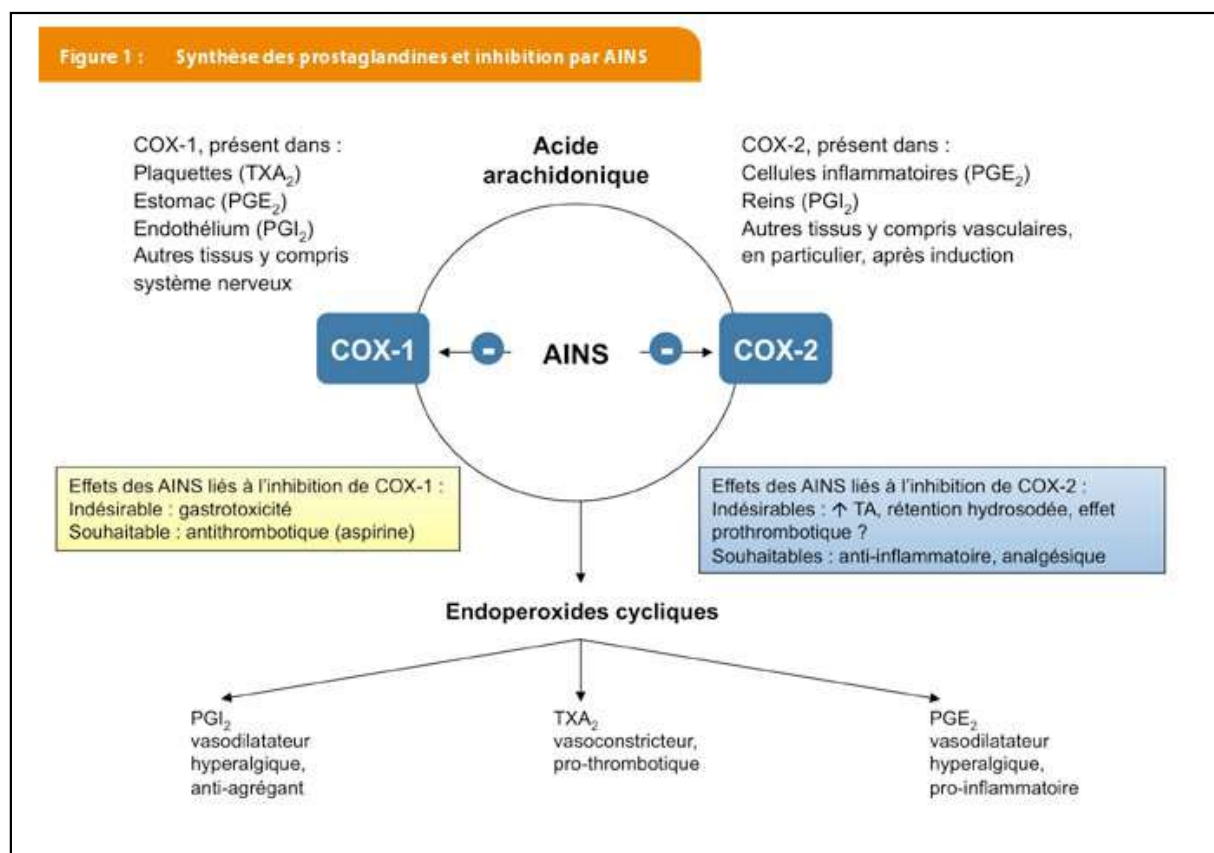 Figure 1 : Synthèse des prostaglandines et inhibition par AINS
COX-1, présent dans :
Plaquettes (TXA₂)
Estomac (PGE₂)
Endothélium (PGI₂)
Autres tissus y compris
système nerveux
Acide
arachidonique
COX-2, présent dans :
Cellules inflammatoires (PGE₂)
Reins (PGI₂)
Autres tissus y compris vasculaires,
en particulier, après induction
COX-1
-
AINS
-
COX-2
Effets des AINS liés à l'inhibition de COX-1 :
Indésirable : gastrotoxicité
Souhaitable : antithrombotique (aspirine)
Effets des AINS liés à l'inhibition de COX-2 :
Indésirables : ↑ TA, rétention hydrosodée, effet
prothrombotique ?
Souhaitables : anti-inflammatoire, analgésique
Endoperoxides cycliques
PGI₂
vasodilatateur
hyperalgique,
anti-agrégant
TXA₂
vasoconstricteur,
pro-thrombotique
PGE₂
vasodilatateur
hyperalgique,
pro-inflammatoire